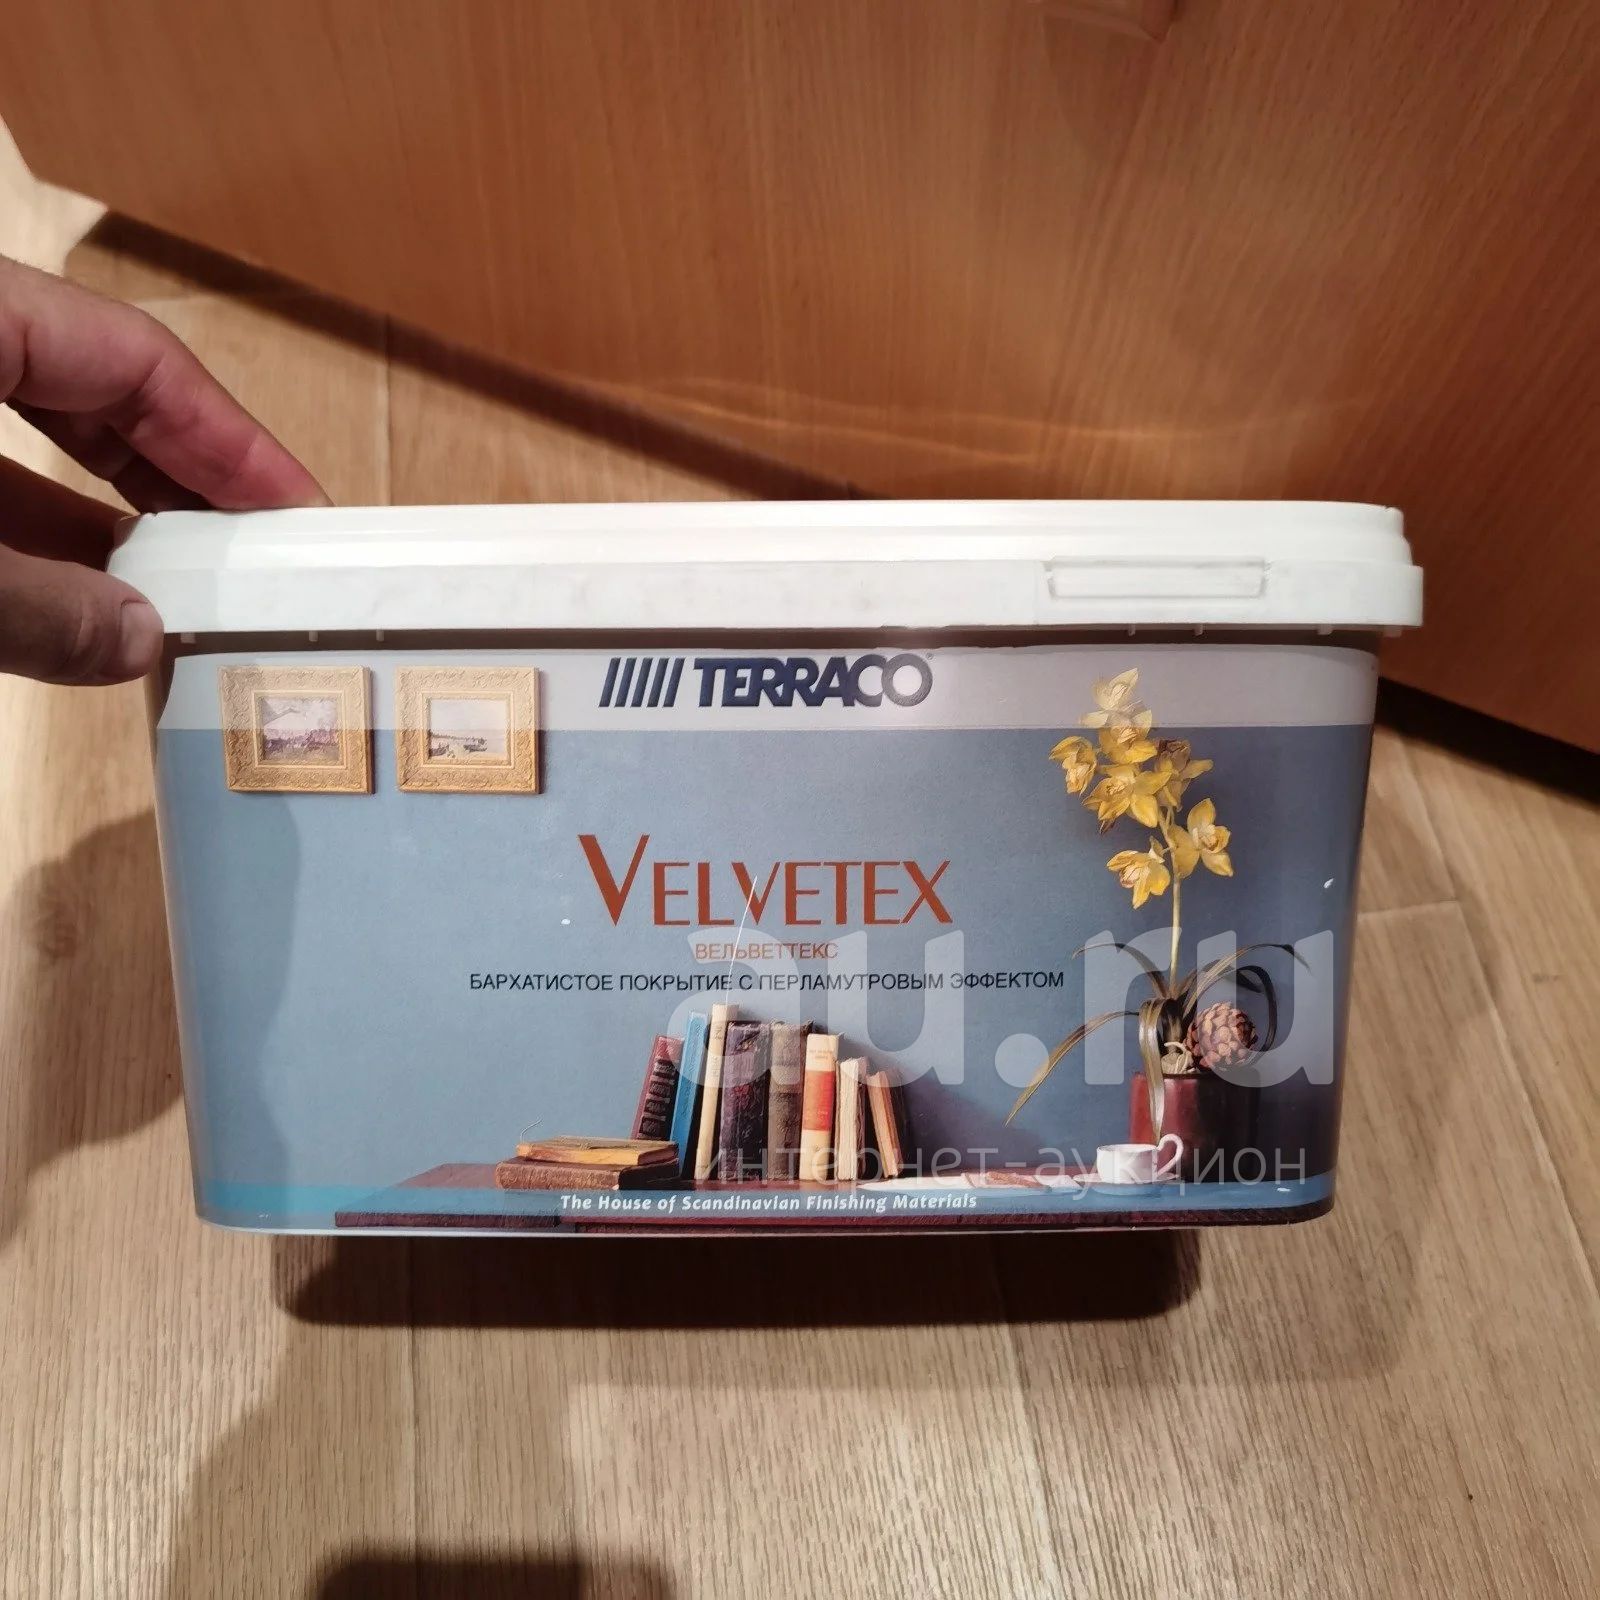 TERRACO
VELVETEX
ВЕЛЬВЕТТЕКС
БАРХАТИСТОЕ ПОКРЫТИЕ С ПЕРЛАМУТРОВЫМ ЭФФЕКТОМ
au.ru
интернет-аукцион
The House of Scandinavian Finishing Materials